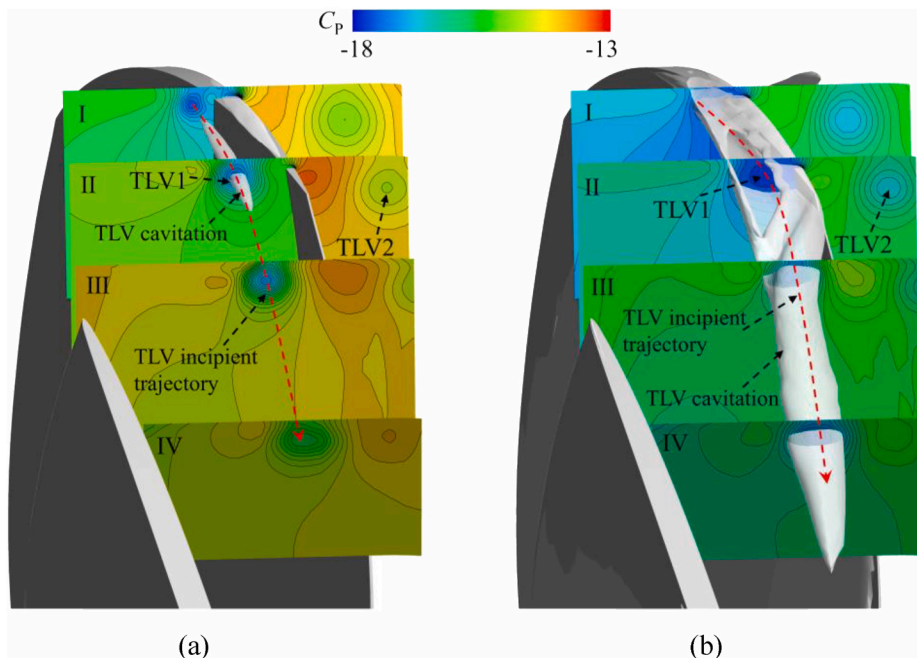 C_P
-18
-13
I
II
TLV1
TLV cavitation
TLV2
III
TLV incipient
trajectory
IV
(a)
I
II
TLV1
TLV2
III
TLV incipient
trajectory
TLV cavitation
IV
(b)